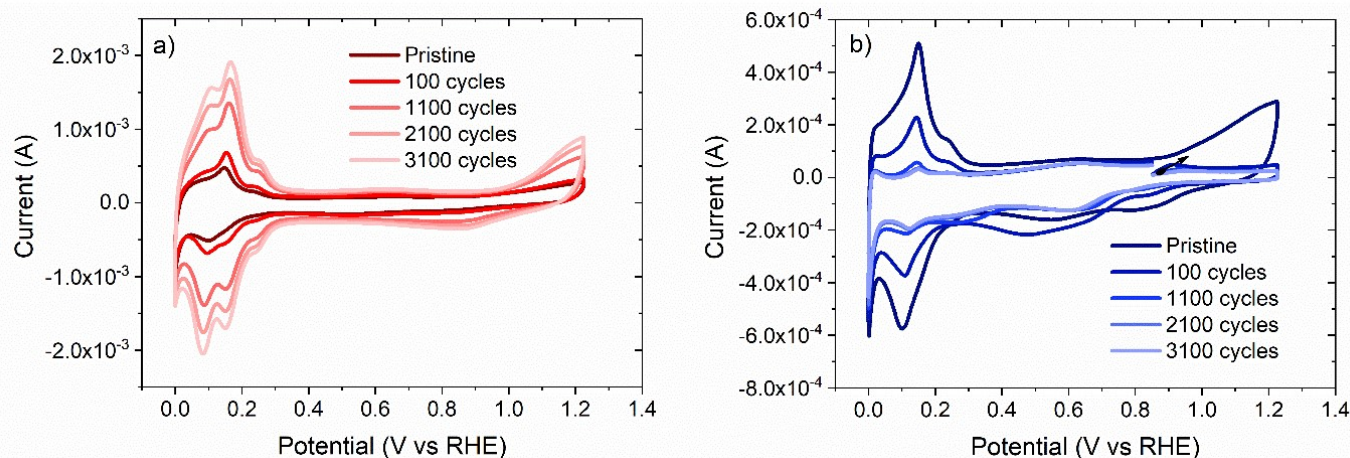 a)
Pristine
100 cycles
1100 cycles
2100 cycles
3100 cycles
2.0x10⁻³
1.0x10⁻³
0.0
-1.0x10⁻³
-2.0x10⁻³
Current (A)
0.0 0.2 0.4 0.6 0.8 1.0 1.2 1.4
Potential (V vs RHE)
b)
6.0x10⁻⁴
4.0x10⁻⁴
2.0x10⁻⁴
0.0
-2.0x10⁻⁴
-4.0x10⁻⁴
-6.0x10⁻⁴
-8.0x10⁻⁴
Current (A)
Pristine
100 cycles
1100 cycles
2100 cycles
3100 cycles
0.0 0.2 0.4 0.6 0.8 1.0 1.2 1.4
Potential (V vs RHE)